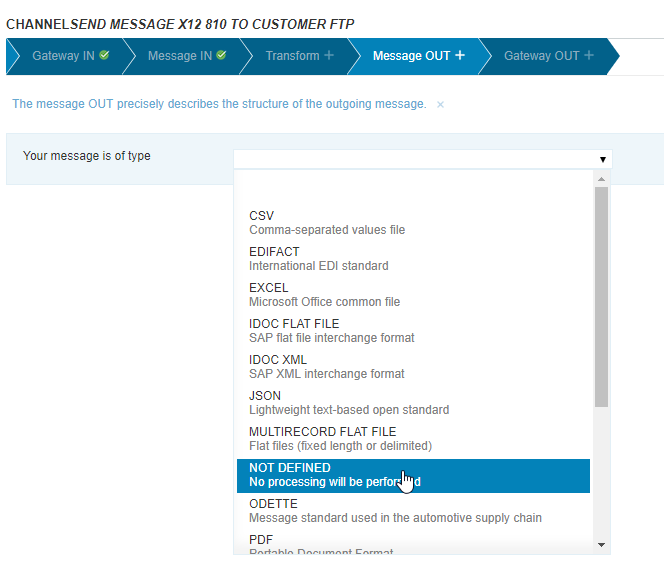 CHANNELSEND MESSAGE X12 810 TO CUSTOMER FTP
Gateway IN Message IN Transform + Message OUT + Gateway OUT +
The message OUT precisely describes the structure of the outgoing message. ×
Your message is of type
CSV
Comma-separated values file
EDIFACT
International EDI standard
EXCEL
Microsoft Office common file
IDOC FLAT FILE
SAP flat file interchange format
IDOC XML
SAP XML interchange format
JSON
Lightweight text-based open standard
MULTIRECORD FLAT FILE
Flat files (fixed length or delimited)
NOT DEFINED
No processing will be performed
ODETTE
Message standard used in the automotive supply chain
PDF
Portable Document Format